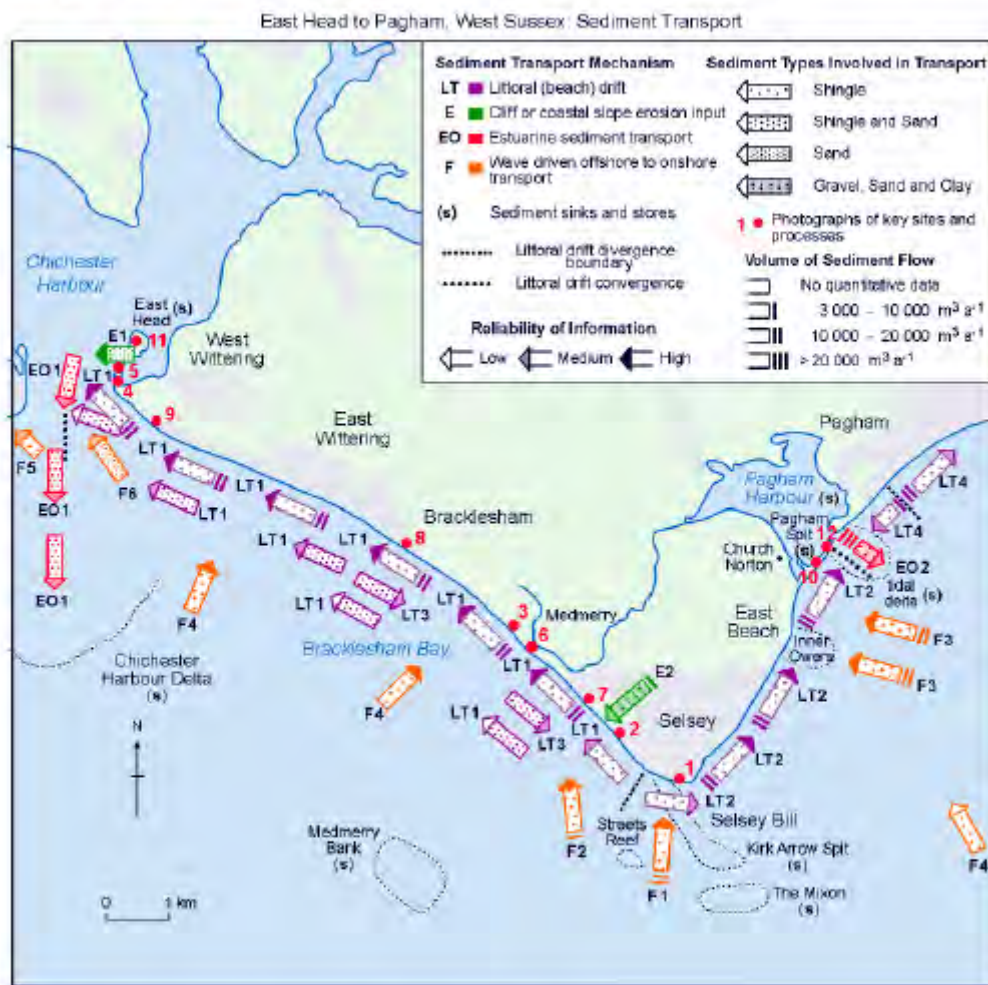 East Head to Pagham, West Sussex: Sediment Transport
Sediment Transport Mechanism
LT Littoral (beach) drift
E Cliff or coastal slope erosion input
EO Estuarine sediment transport
F Wave driven offshore to onshore
transport
(s) Sediment sinks and stores
Littoral drift divergence
boundary
Littoral drift convergence
Reliability of Information
Low
Medium
High
Sediment Types Involved in Transport
Shingle
Shingle and Sand
Sand
Gravel, Sand and Clay
1 Photographs of key sites and
processes
Volume of Sediment Flow
No quantitative data
3 000 - 10 000 m³ a⁻¹
10 000 - 20 000 m³ a⁻¹
> 20 000 m³ a⁻¹
Chichester
Harbour
East (s)
Head
E1
11
West
Wittering
EO1
LT1
5
4
9
East
Wittering
Pagham
F5
F6
LT1
LT1
LT1
EO1
Bracklesham
8
Pagham
Harbour (s)
LT4
LT4
Pagham
Spit
(s)
12
Church
Norton
10
EO2
tidal
delta (s)
LT2
EO1
LT1
LT1
LT1
LT3
LT1
F4
3
Medmerry
6
East
Beach
Inner
Owers
F3
F3
Chichester
Harbour Delta
(s)
Bracklesham Bay
LT1
E2
F4
7
Selsey
LT2
LT1
LT3
LT1
2
N
1
LT2
LT2
Selsey Bill
Streets
Reef
F2
F1
Kirk Arrow Spit
(s)
The Mixon
(s)
Medmerry
Bank
(s)
F4
0 1 km